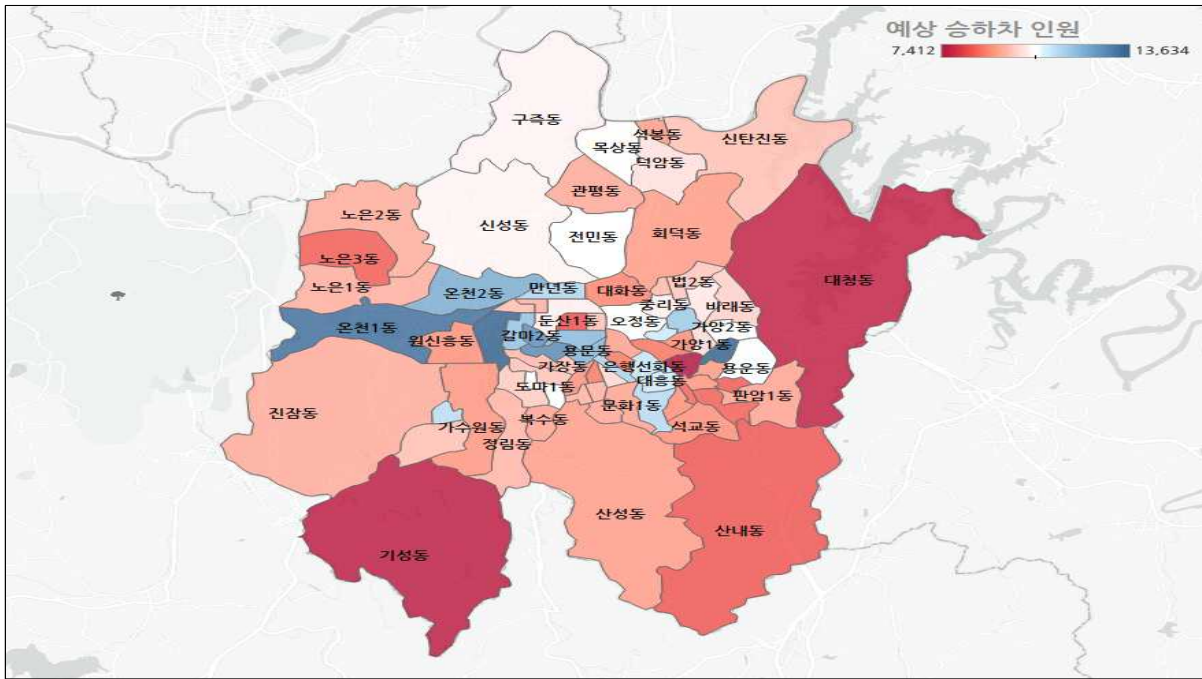 예상 승하차 인원
7,412 13,634
구즉동
석봉동
신탄진동
목상동
덕암동
관평동
노은2동
신성동
전민동
회덕동
노은3동
대청동
노은1동
온천2동
만년동
대화동
법2동
중리동
비래동
온천1동
둔산1동
오정동
가양2동
원신흥동
갈마2동
용문동
가양1동
가장동
은행선화동
용운동
대흥동
도마1동
판암1동
진잠동
문화1동
가수원동
복수동
석교동
정림동
산성동
산내동
기성동